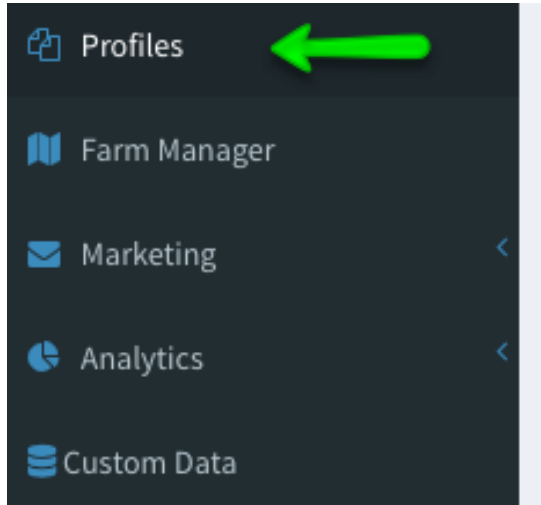 Profiles
Farm Manager
Marketing
Analytics
Custom Data